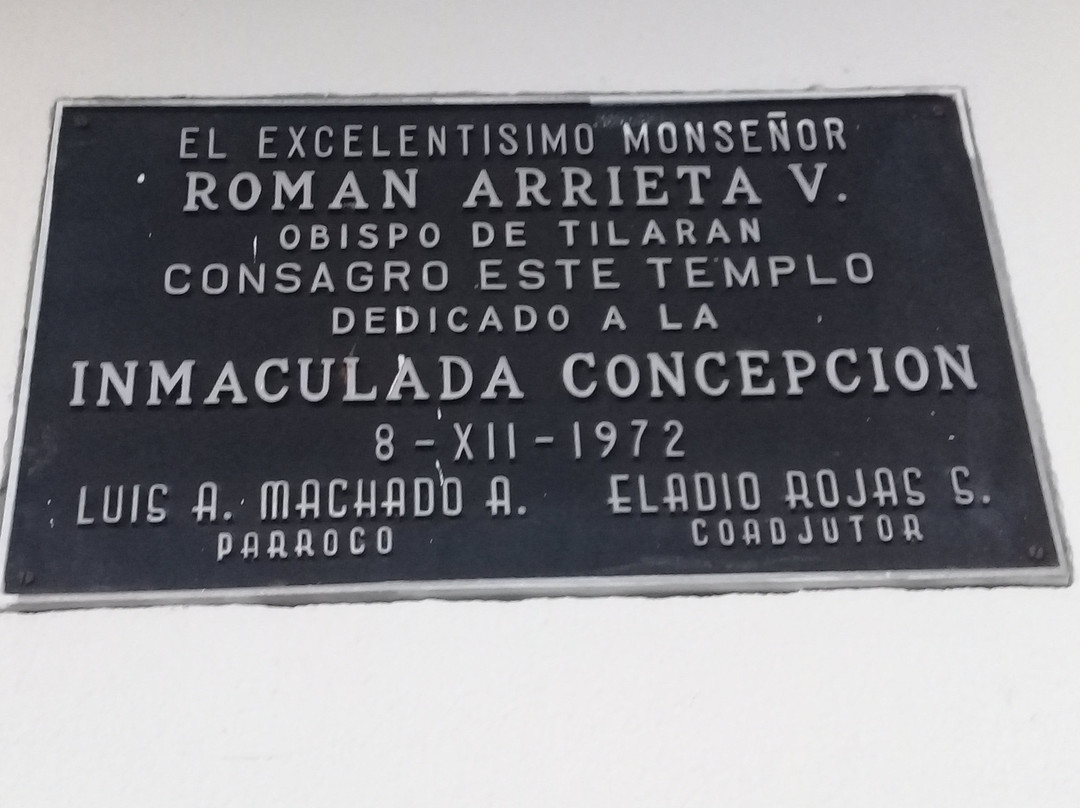 EL EXCELENTISIMO MONSEÑOR
ROMAN ARRIETA V.
OBISPO DE TILARAN
CONSAGRO ESTE TEMPLO
DEDICADO A LA
INMACULADA CONCEPCION
8-XII-1972
LUIS A. MACHADO A. ELADIO ROJAS S.
PARROCO COADJUTOR